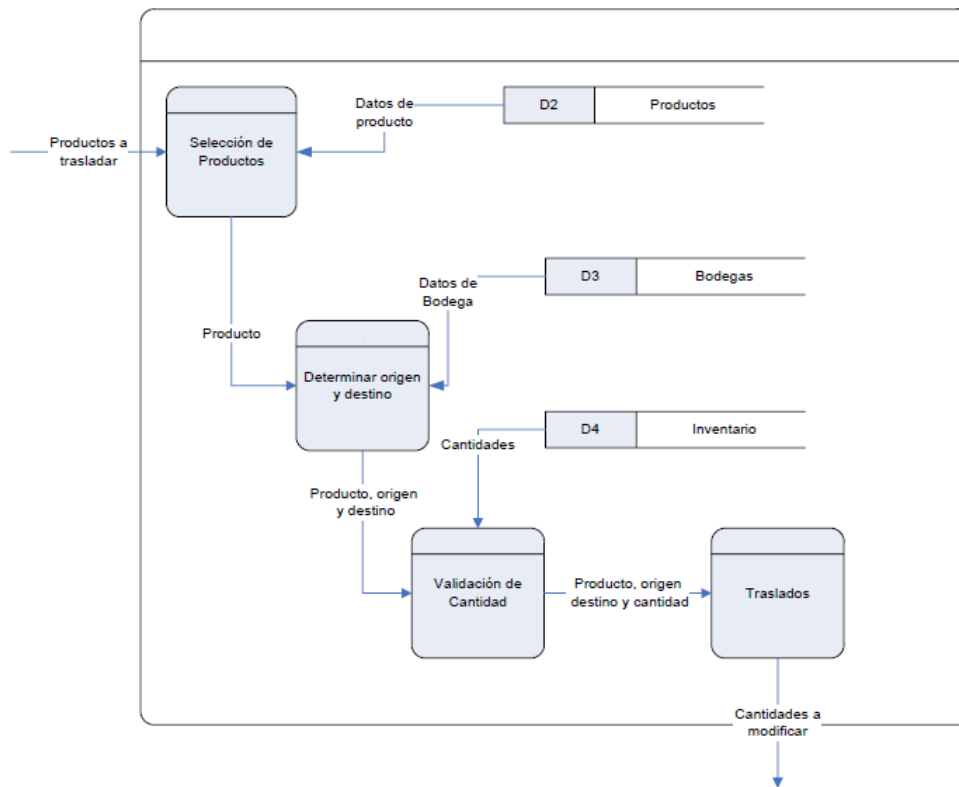 Datos de
producto
D2
Productos
Productos a
trasladar
Selección de
Productos
Datos de
Bodega
D3
Bodegas
Producto
Determinar origen
y destino
D4
Inventario
Cantidades
Producto, origen
y destino
Validación de
Cantidad
Producto, origen
destino y cantidad
Traslados
Cantidades a
modificar